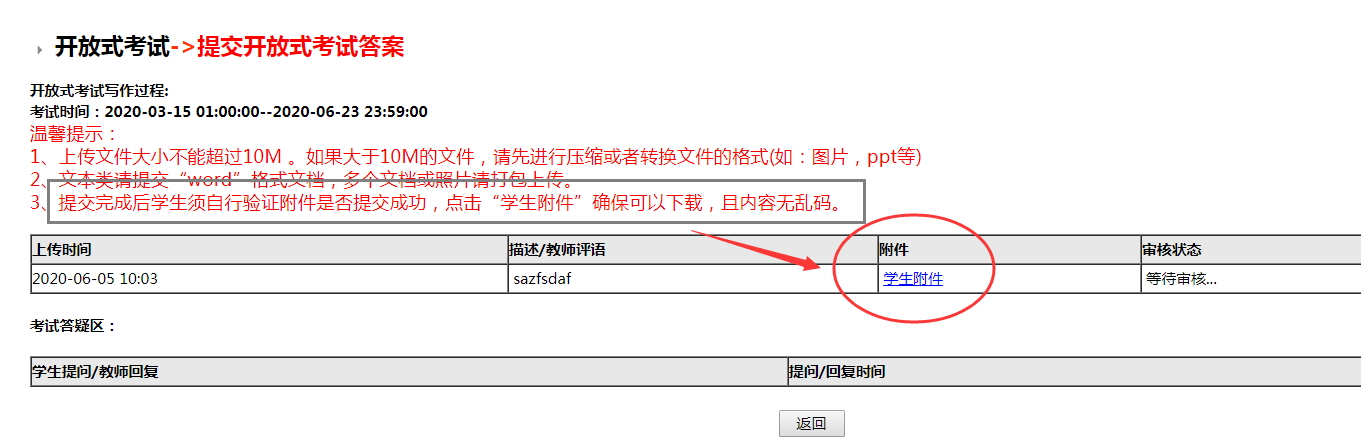 开放式考试->提交开放式考试答案
开放式考试写作过程:
考试时间：2020-03-15 01:00:00--2020-06-23 23:59:00
温馨提示：
1、上传文件大小不能超过10M 。如果大于10M的文件，请先进行压缩或者转换文件的格式(如：图片，ppt等)
2、文本类请提交“word”格式文档，多个文档或照片请打包上传。
3、提交完成后学生须自行验证附件是否提交成功，点击“学生附件”确保可以下载，且内容无乱码。
上传时间 描述/教师评语 附件 审核状态
2020-06-05 10:03 sazfsdaf 学生附件 等待审核...
考试答疑区：
学生提问/教师回复 提问/回复时间
返回